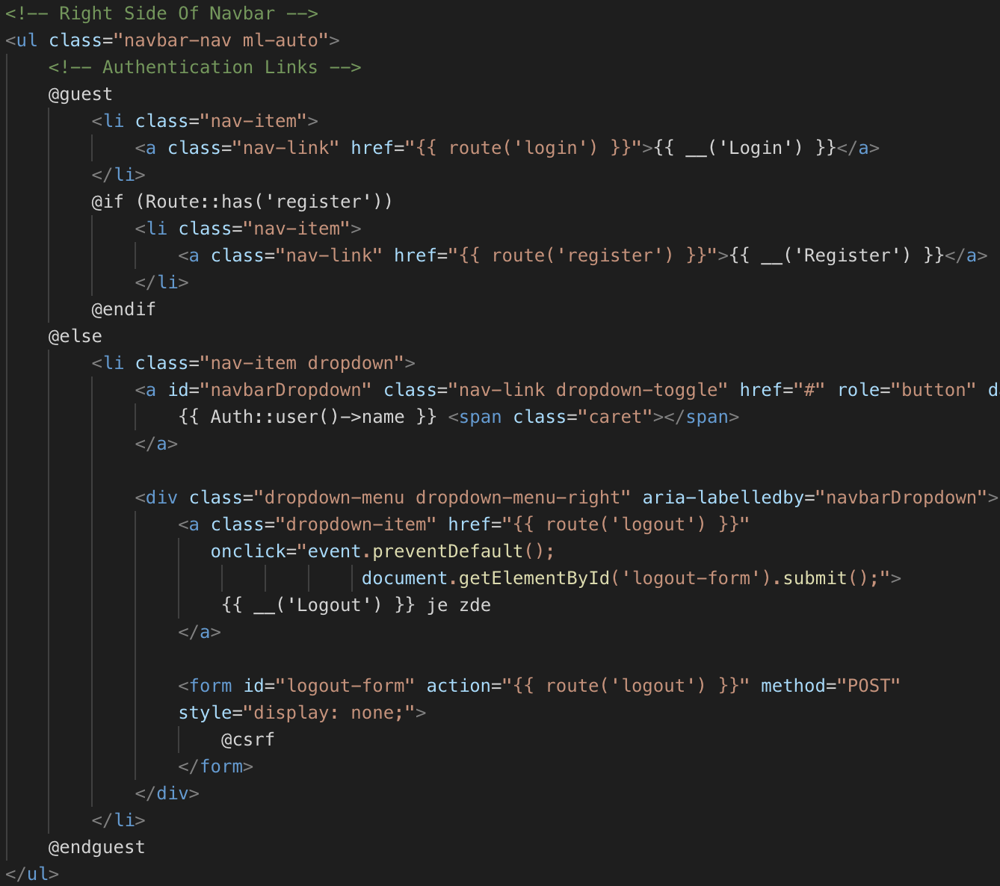 <!-- Right Side Of Navbar -->
<ul class="navbar-nav ml-auto">
    <!-- Authentication Links -->
    @guest
        <li class="nav-item">
            <a class="nav-link" href="{{ route('login') }}">{{ __('Login') }}</a>
        </li>
        @if (Route::has('register'))
            <li class="nav-item">
                <a class="nav-link" href="{{ route('register') }}">{{ __('Register') }}</a>
            </li>
        @endif
    @else
        <li class="nav-item dropdown">
            <a id="navbarDropdown" class="nav-link dropdown-toggle" href="#" role="button"
                {{ Auth::user()->name }} <span class="caret"></span>
            </a>

            <div class="dropdown-menu dropdown-menu-right" aria-labelledby="navbarDropdown">
                <a class="dropdown-item" href="{{ route('logout') }}"
                   onclick="event.preventDefault();
                                 document.getElementById('logout-form').submit();">
                    {{ __('Logout') }} je zde
                </a>

                <form id="logout-form" action="{{ route('logout') }}" method="POST"
                style="display: none;">
                    @csrf
                </form>
            </div>
        </li>
    @endguest
</ul>